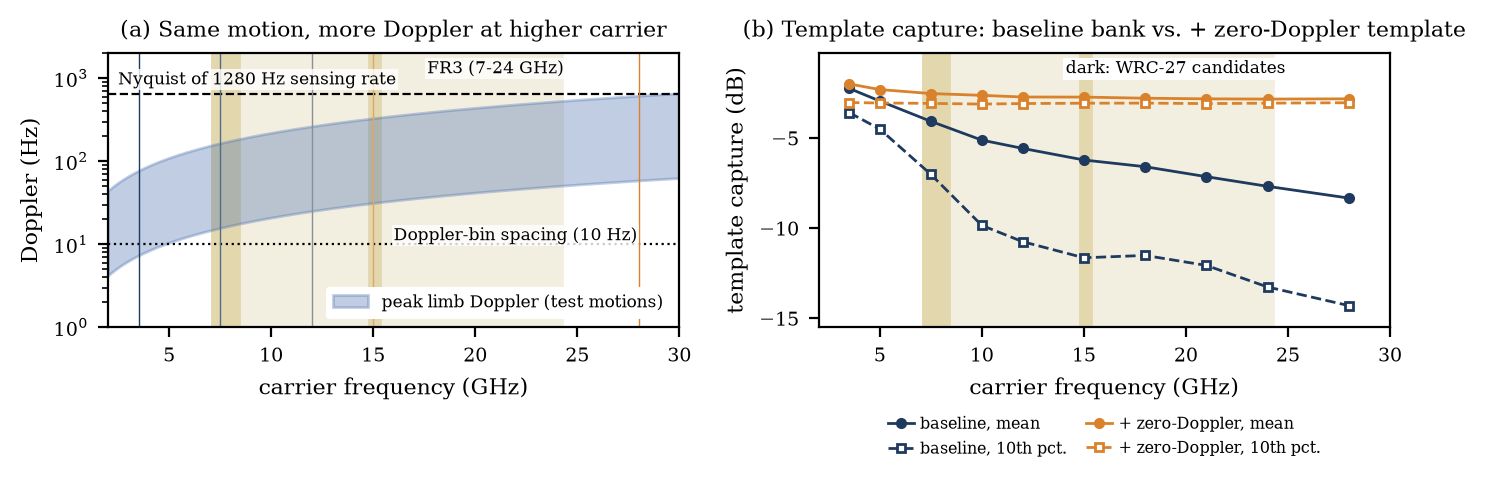 (a) Same motion, more Doppler at higher carrier
Doppler (Hz)
10³
10²
10¹
10⁰
Nyquist of 1280 Hz sensing rate
FR3 (7-24 GHz)
Doppler-bin spacing (10 Hz)
peak limb Doppler (test motions)
5 10 15 20 25 30
carrier frequency (GHz)
(b) Template capture: baseline bank vs. + zero-Doppler template
template capture (dB)
−5
−10
−15
dark: WRC-27 candidates
5 10 15 20 25 30
carrier frequency (GHz)
baseline, mean
baseline, 10th pct.
+ zero-Doppler, mean
+ zero-Doppler, 10th pct.